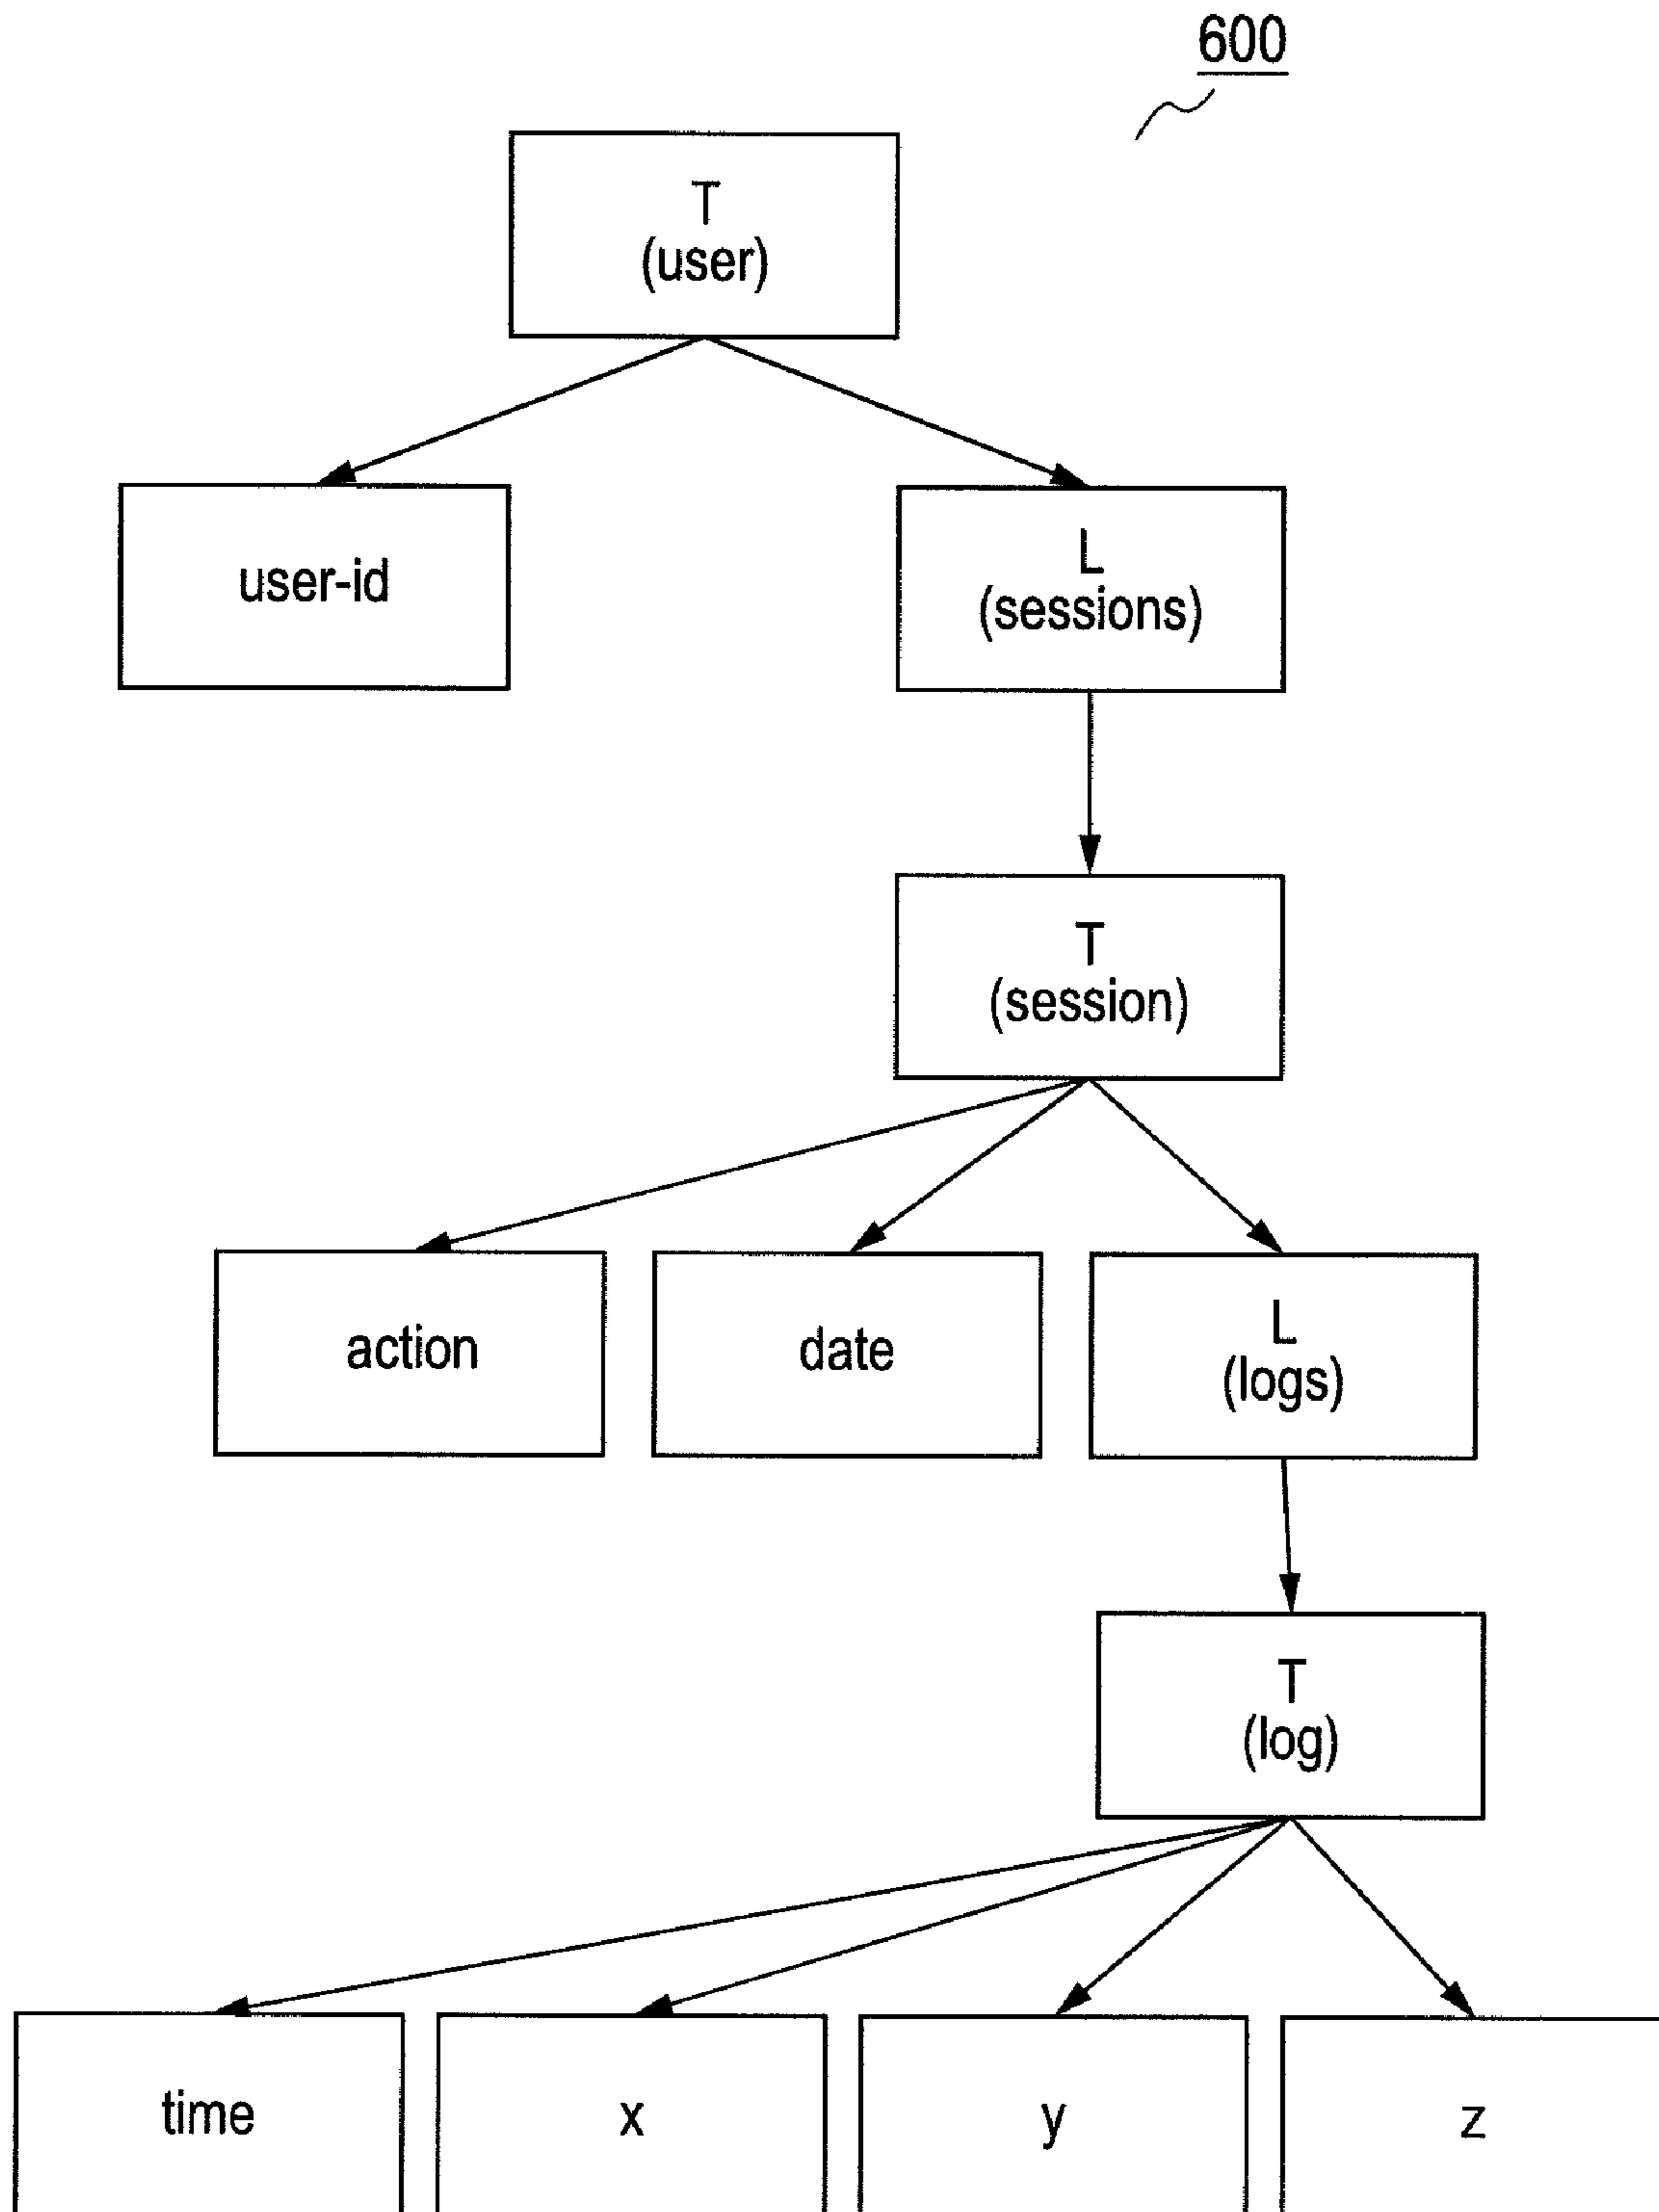 600
T
(user)
user-id
L
(sessions)
T
(session)
action
date
L
(logs)
T
(log)
time
x
y
z